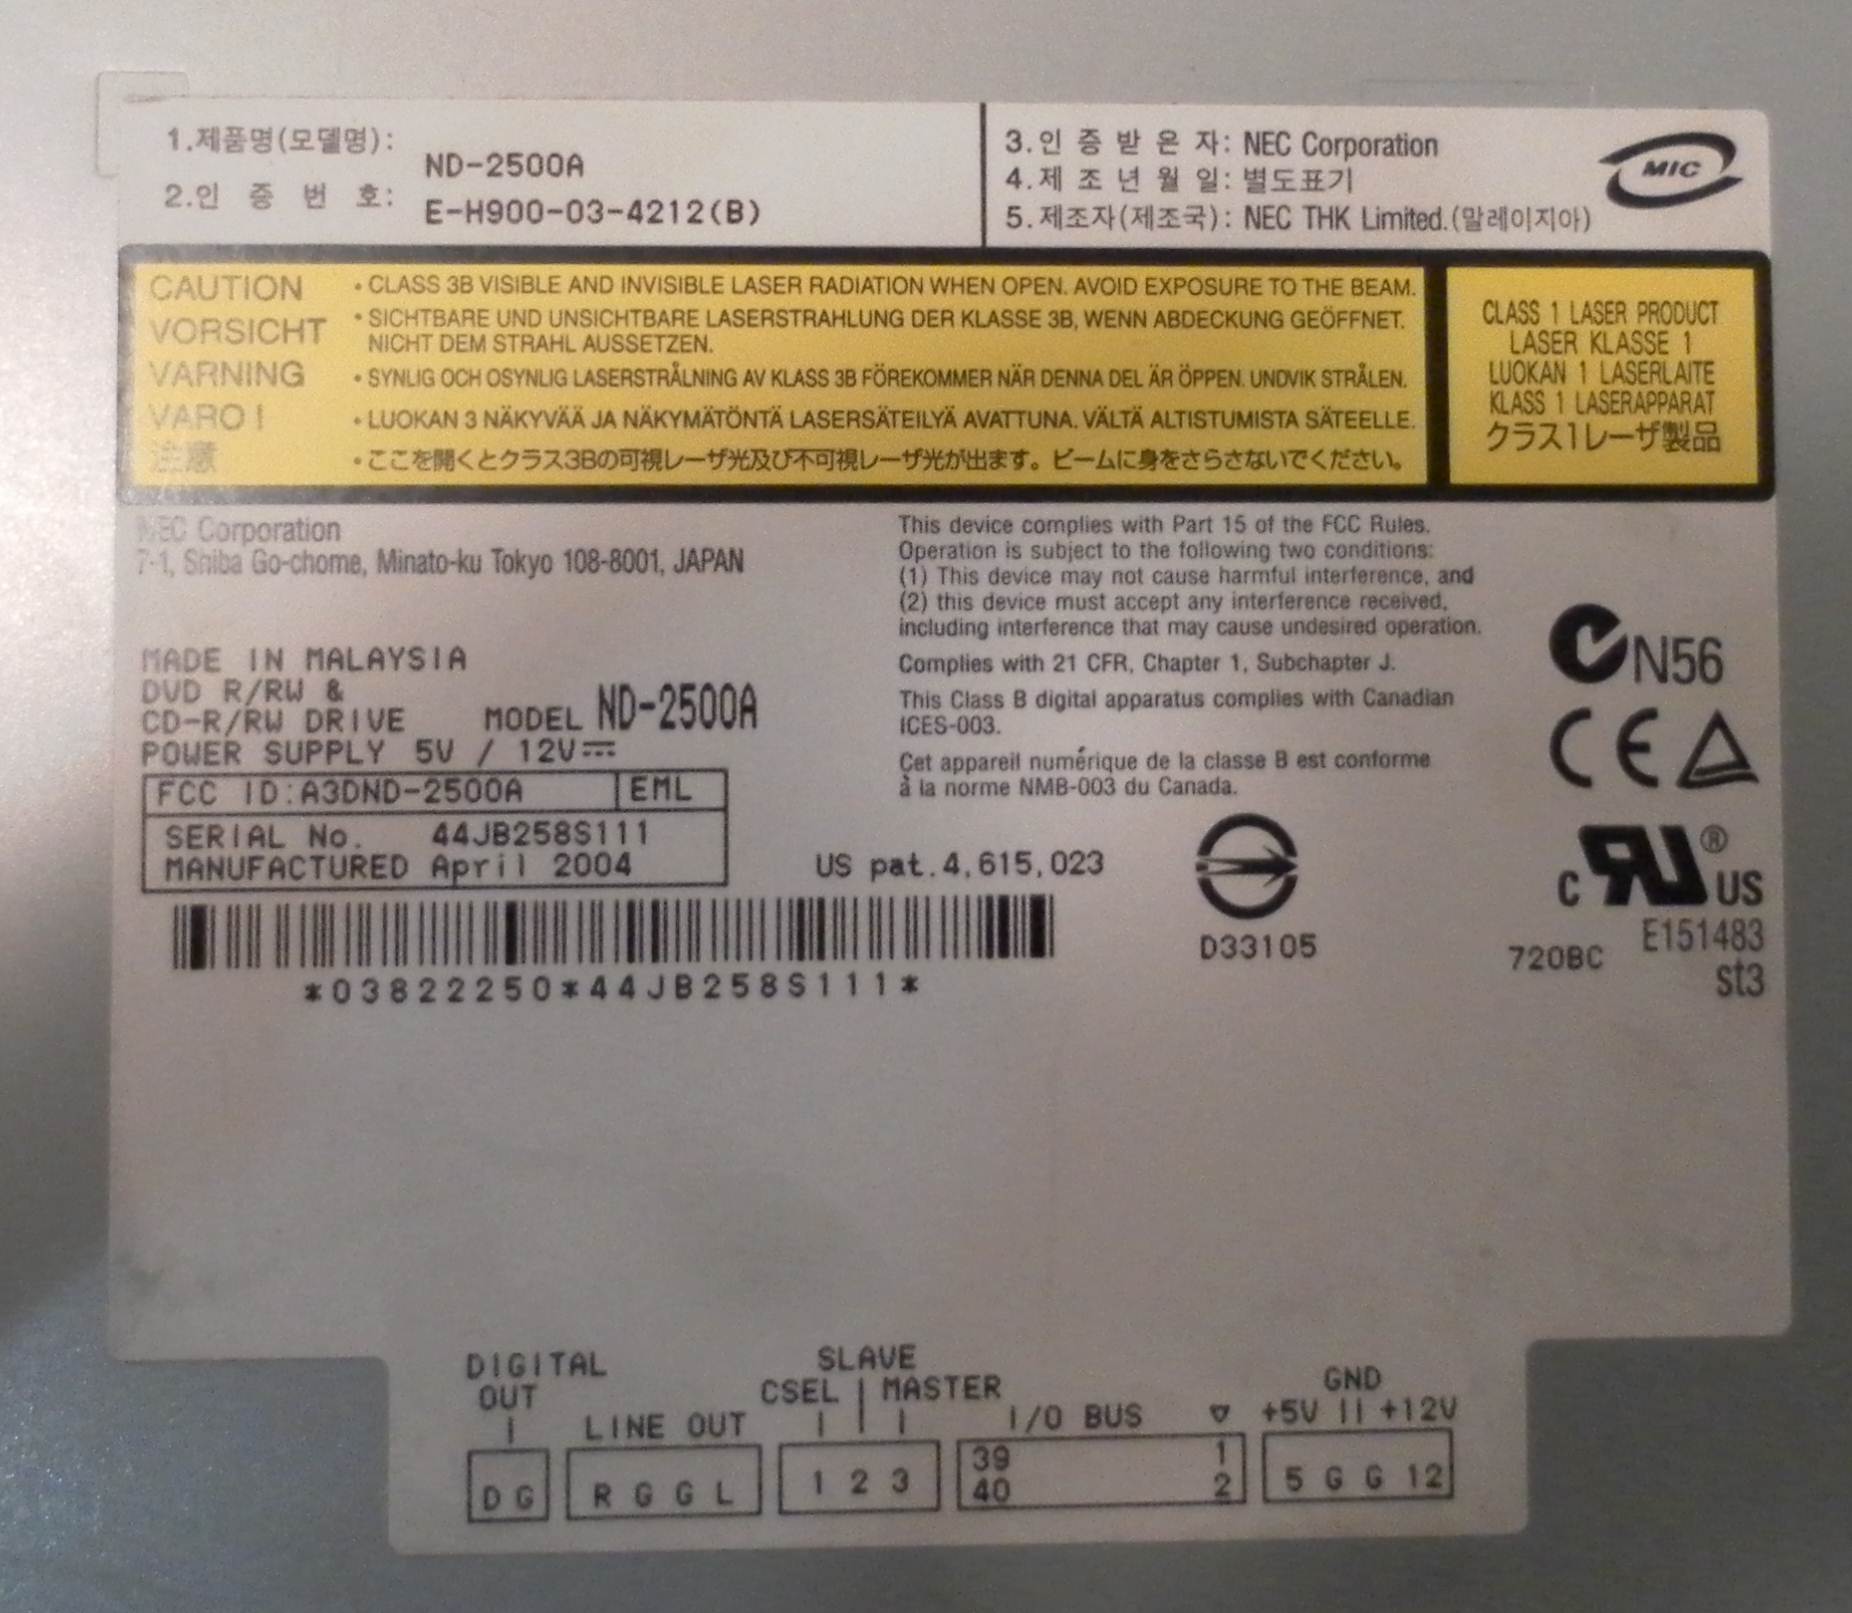 1.제품명(모델명):
ND-2500A
2.인 증 번 호:
E-H900-03-4212(B)
3.인 증 받 은 자: NEC Corporation
4.제 조 년 월 일: 별도표기
5.제조자(제조국): NEC THK Limited.(말레이지아)
MIC
CAUTION
• CLASS 3B VISIBLE AND INVISIBLE LASER RADIATION WHEN OPEN. AVOID EXPOSURE TO THE BEAM.
VORSICHT
• SICHTBARE UND UNSICHTBARE LASERSTRAHLUNG DER KLASSE 3B, WENN ABDECKUNG GEÖFFNET.
NICHT DEM STRAHL AUSSETZEN.
VARNING
• SYNLIG OCH OSYNLIG LASERSTRÅLNING AV KLASS 3B FÖREKOMMER NÄR DENNA DEL ÄR ÖPPEN. UNDVIK STRÅLEN.
VARO !
• LUOKAN 3 NÄKYVÄÄ JA NÄKYMÄTÖNTÄ LASERSÄTEILYÄ AVATTUNA. VÄLTÄ ALTISTUMISTA SÄTEELLE.
注意
• ここを開くとクラス3Bの可視レーザ光及び不可視レーザ光が出ます。ビームに身をさらさないでください。
CLASS 1 LASER PRODUCT
LASER KLASSE 1
LUOKAN 1 LASERLAITE
KLASS 1 LASERAPPARAT
クラス1レーザ製品
NEC Corporation
7-1, Shiba Go-chome, Minato-ku Tokyo 108-8001, JAPAN
MADE IN MALAYSIA
DVD R/RW &
CD-R/RW DRIVE MODEL ND-2500A
POWER SUPPLY 5V / 12V⎓
FCC ID:A3DND-2500A EML
SERIAL No. 44JB258S111
MANUFACTURED April 2004
US pat.4,615,023
*03822250*44JB258S111*
This device complies with Part 15 of the FCC Rules.
Operation is subject to the following two conditions:
(1) This device may not cause harmful interference, and
(2) this device must accept any interference received,
including interference that may cause undesired operation.
Complies with 21 CFR, Chapter 1, Subchapter J.
This Class B digital apparatus complies with Canadian
ICES-003.
Cet appareil numérique de la classe B est conforme
à la norme NMB-003 du Canada.
D33105
N56
CE
C RU ® US
E151483
720BC
st3
DIGITAL
OUT
LINE OUT
SLAVE
CSEL MASTER
I/O BUS
GND
+5V +12V
D G
R G G L
1 2 3
39 1
40 2
5 G G 12